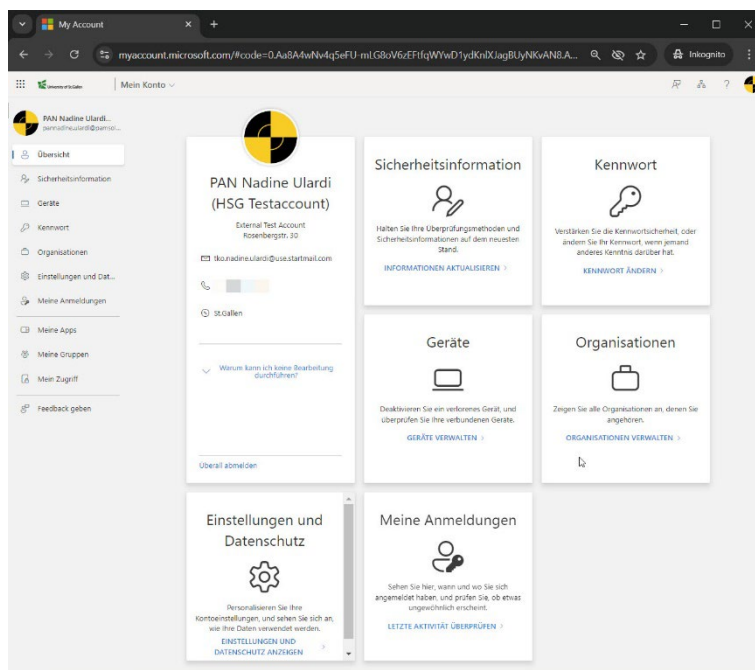 My Account
myaccount.microsoft.com/#code=0.Aa8A4wNv4q5eFU-mLG8oV6zEFtfqWYwD1ydKnlXJagBUyNKvAN8.A...
Inkognito
University of St.Gallen
Mein Konto
?
PAN Nadine Ulardi...
Übersicht
Sicherheitsinformation
Geräte
Kennwort
Organisationen
Einstellungen und Dat...
Meine Anmeldungen
Meine Apps
Meine Gruppen
Mein Zugriff
Feedback geben
PAN Nadine Ulardi
(HSG Testaccount)
External Test Account
Rosenbergstr. 30
tko.nadine.ulardi@use.startmail.com
St.Gallen
Warum kann ich keine Bearbeitung
durchführen?
Überall abmelden
Sicherheitsinformation
Halten Sie Ihre Überprüfungsmethoden und
Sicherheitsinformationen auf dem neuesten
Stand.
INFORMATIONEN AKTUALISIEREN >
Kennwort
Verstärken Sie die Kennwortsicherheit, oder
ändern Sie Ihr Kennwort, wenn jemand
anderes Kenntnis darüber hat.
KENNWORT ÄNDERN >
Geräte
Deaktivieren Sie ein verlorenes Gerät, und
überprüfen Sie Ihre verbundenen Geräte.
GERÄTE VERWALTEN >
Organisationen
Zeigen Sie alle Organisationen an, denen Sie
angehören.
ORGANISATIONEN VERWALTEN >
Einstellungen und
Datenschutz
Personalisieren Sie Ihre
Kontoeinstellungen, und sehen Sie sich an,
wie Ihre Daten verwendet werden.
EINSTELLUNGEN UND
DATENSCHUTZ ANZEIGEN >
Meine Anmeldungen
Sehen Sie hier, wann und wo Sie sich
angemeldet haben, und prüfen Sie, ob etwas
ungewöhnlich erscheint.
LETZTE AKTIVITÄT ÜBERPRÜFEN >